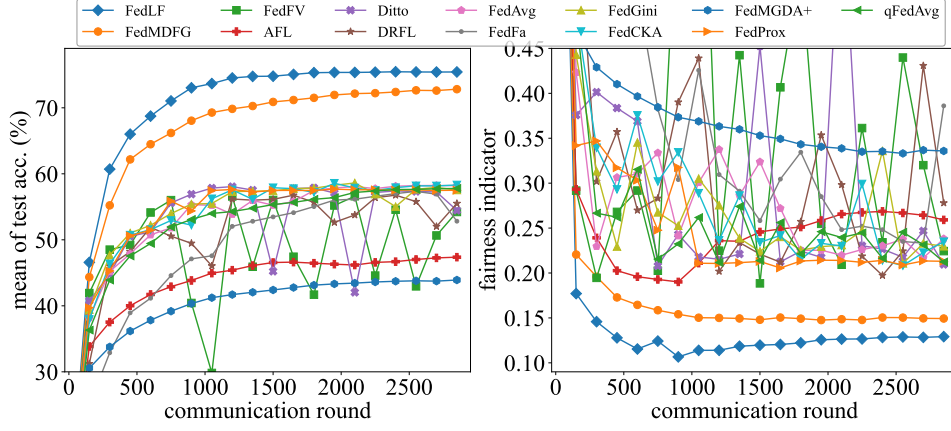 FedLF FedFV Ditto FedAvg FedGini FedMGDA+ qFedAvg
FedMDFG AFL DRFL FedFa FedCKA FedProx
mean of test acc. (%)
70
60
50
40
30
0 500 1000 1500 2000 2500
communication round
fairness indicator
0.45
0.40
0.35
0.30
0.25
0.20
0.15
0.10
0 500 1000 1500 2000 2500
communication round